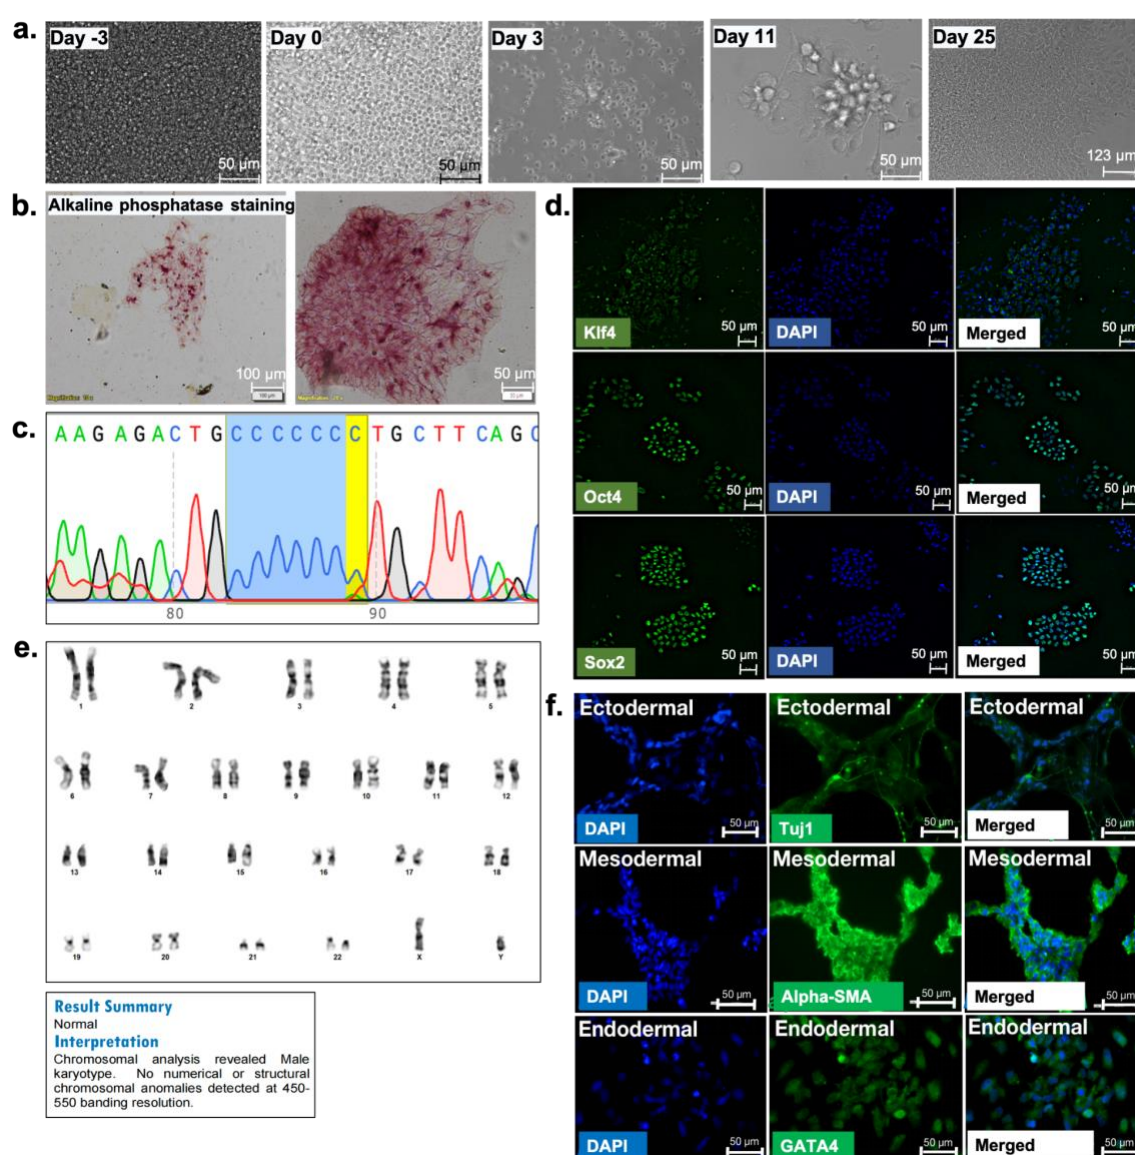 a.
Day -3
Day 0
Day 3
Day 11
Day 25
50 µm
50 µm
50 µm
50 µm
123 µm
b.
Alkaline phosphatase staining
100 µm
50 µm
c.
A A G A G A C T G C C C C C C C T G C T T C A G C
80
90
d.
Klf4
50 µm
DAPI
50 µm
Merged
50 µm
Oct4
50 µm
DAPI
50 µm
Merged
50 µm
Sox2
50 µm
DAPI
50 µm
Merged
50 µm
e.
1 2 3 4 5
6 7 8 9 10 11 12
13 14 15 16 17 18
19 20 21 22 X Y
Result Summary
Normal
Interpretation
Chromosomal analysis revealed Male
karyotype. No numerical or structural
chromosomal anomalies detected at 450-
550 banding resolution.
f.
Ectodermal
DAPI
50 µm
Ectodermal
Tuj1
50 µm
Ectodermal
Merged
50 µm
Mesodermal
DAPI
50 µm
Mesodermal
Alpha-SMA
50 µm
Mesodermal
Merged
50 µm
Endodermal
DAPI
50 µm
Endodermal
GATA4
50 µm
Endodermal
Merged
50 µm